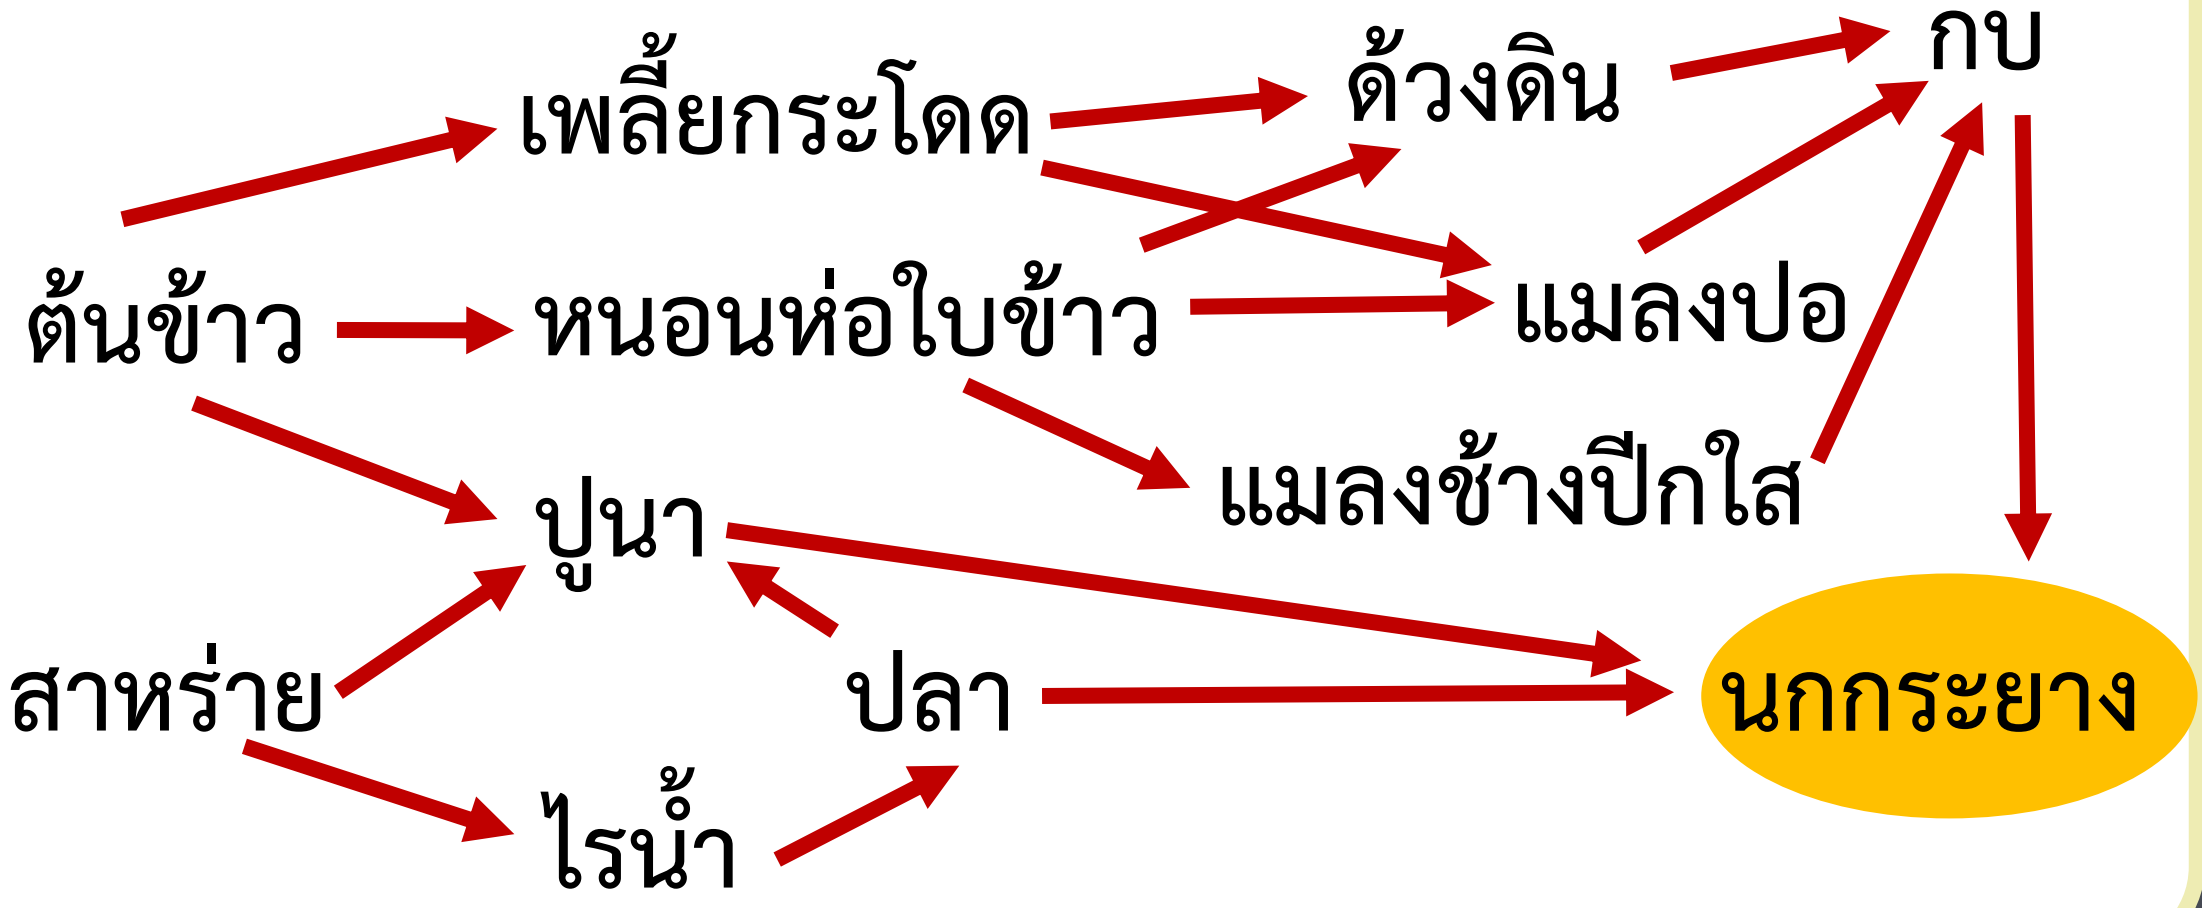 กบ
ด้วงดิน
เพลี้ยกระโดด
ต้นข้าว
หนอนห่อใบข้าว
แมลงปอ
แมลงช้างปีกใส
ปูนา
สาหร่าย
ปลา
นกกระยาง
ไรน้ำ